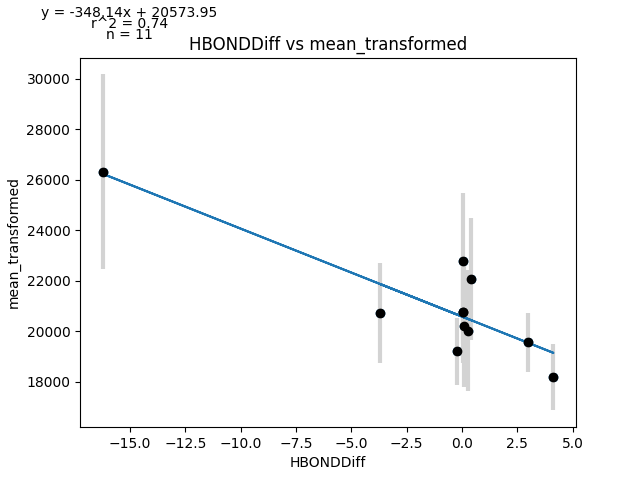 y = -348.14x + 20573.95
r^2 = 0.74
n = 11
HBONDDiff vs mean_transformed
30000
28000
26000
24000
22000
20000
18000
mean_transformed
-15.0 -12.5 -10.0 -7.5 -5.0 -2.5 0.0 2.5 5.0
HBONDDiff